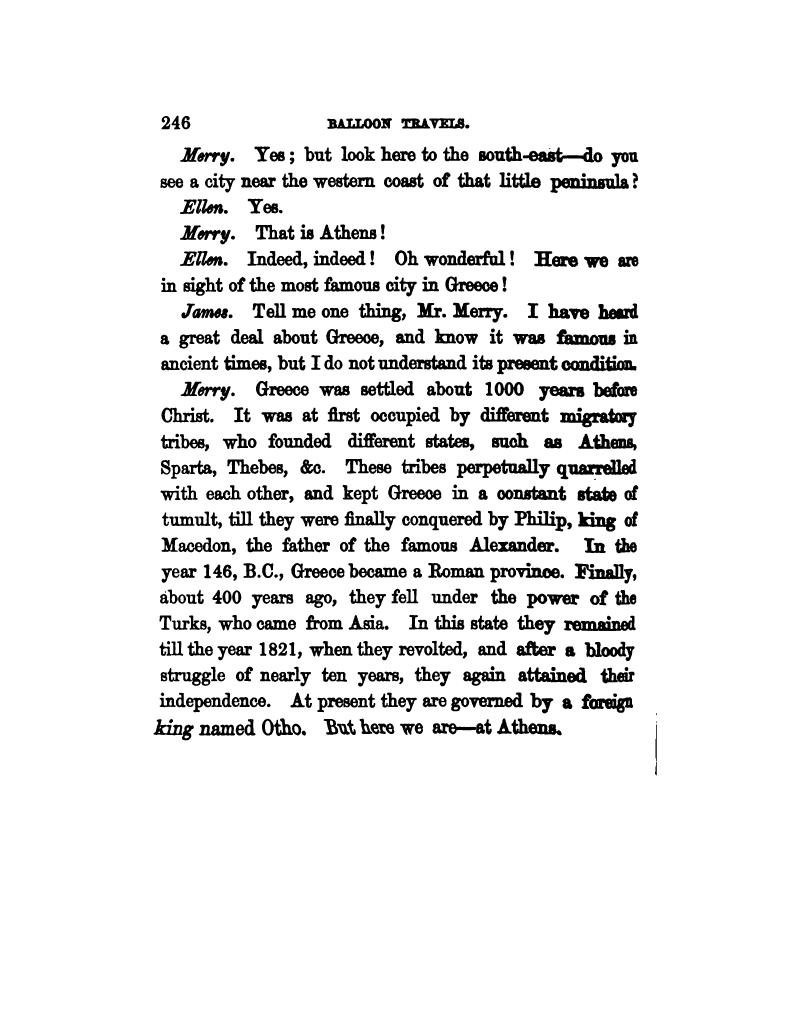 246 BALLOON TRAVELS.
Merry. Yes; but look here to the south-east—do you
see a city near the western coast of that little peninsula?
Ellen. Yes.
Merry. That is Athens!
Ellen. Indeed, indeed! Oh wonderful! Here we are
in sight of the most famous city in Greece!
James. Tell me one thing, Mr. Merry. I have heard
a great deal about Greece, and know it was famous in
ancient times, but I do not understand its present condition.
Merry. Greece was settled about 1000 years before
Christ. It was at first occupied by different migratory
tribes, who founded different states, such as Athens,
Sparta, Thebes, &c. These tribes perpetually quarrelled
with each other, and kept Greece in a constant state of
tumult, till they were finally conquered by Philip, king of
Macedon, the father of the famous Alexander. In the
year 146, B.C., Greece became a Roman province. Finally,
about 400 years ago, they fell under the power of the
Turks, who came from Asia. In this state they remained
till the year 1821, when they revolted, and after a bloody
struggle of nearly ten years, they again attained their
independence. At present they are governed by a foreign
king named Otho. But here we are—at Athens.